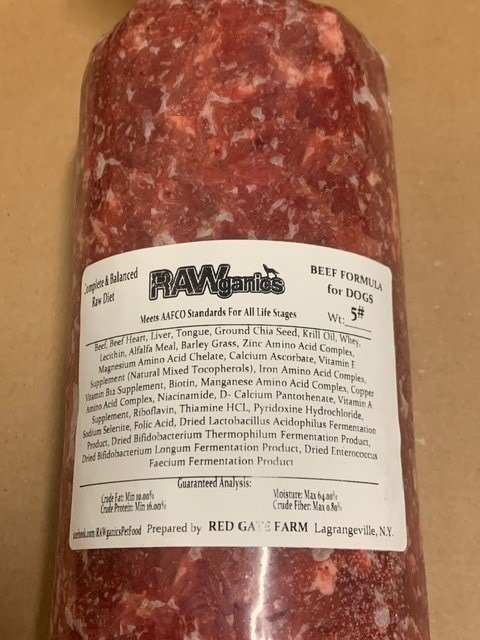 Complete & Balanced
Raw Diet
RAWganics
BEEF FORMULA
for DOGS
Wt: 5#
Meets AAFCO Standards For All Life Stages
Beef, Beef Heart, Liver, Tongue, Ground Chia Seed, Krill Oil, Whey,
Lecithin, Alfalfa Meal, Barley Grass, Zinc Amino Acid Complex,
Magnesium Amino Acid Chelate, Calcium Ascorbate, Vitamin E
Supplement (Natural Mixed Tocopherols), Iron Amino Acid Complex,
Vitamin B12 Supplement, Biotin, Manganese Amino Acid Complex, Copper
Amino Acid Complex, Niacinamide, D- Calcium Pantothenate, Vitamin A
Supplement, Riboflavin, Thiamine HCL, Pyridoxine Hydrochloride,
Sodium Selenite, Folic Acid, Dried Lactobacillus Acidophilus Fermentation
Product, Dried Bifidobacterium Thermophilum Fermentation Product,
Dried Bifidobacterium Longum Fermentation Product, Dried Enterococcus
Faecium Fermentation Product
Guaranteed Analysis:
Crude Fat: Min 10.00% Moisture: Max 64.00%
Crude Protein: Min 16.00% Crude Fiber: Max 0.80%
acebook.com/RAWganicsPetFood Prepared by RED GATE FARM Lagrangeville, N.Y.